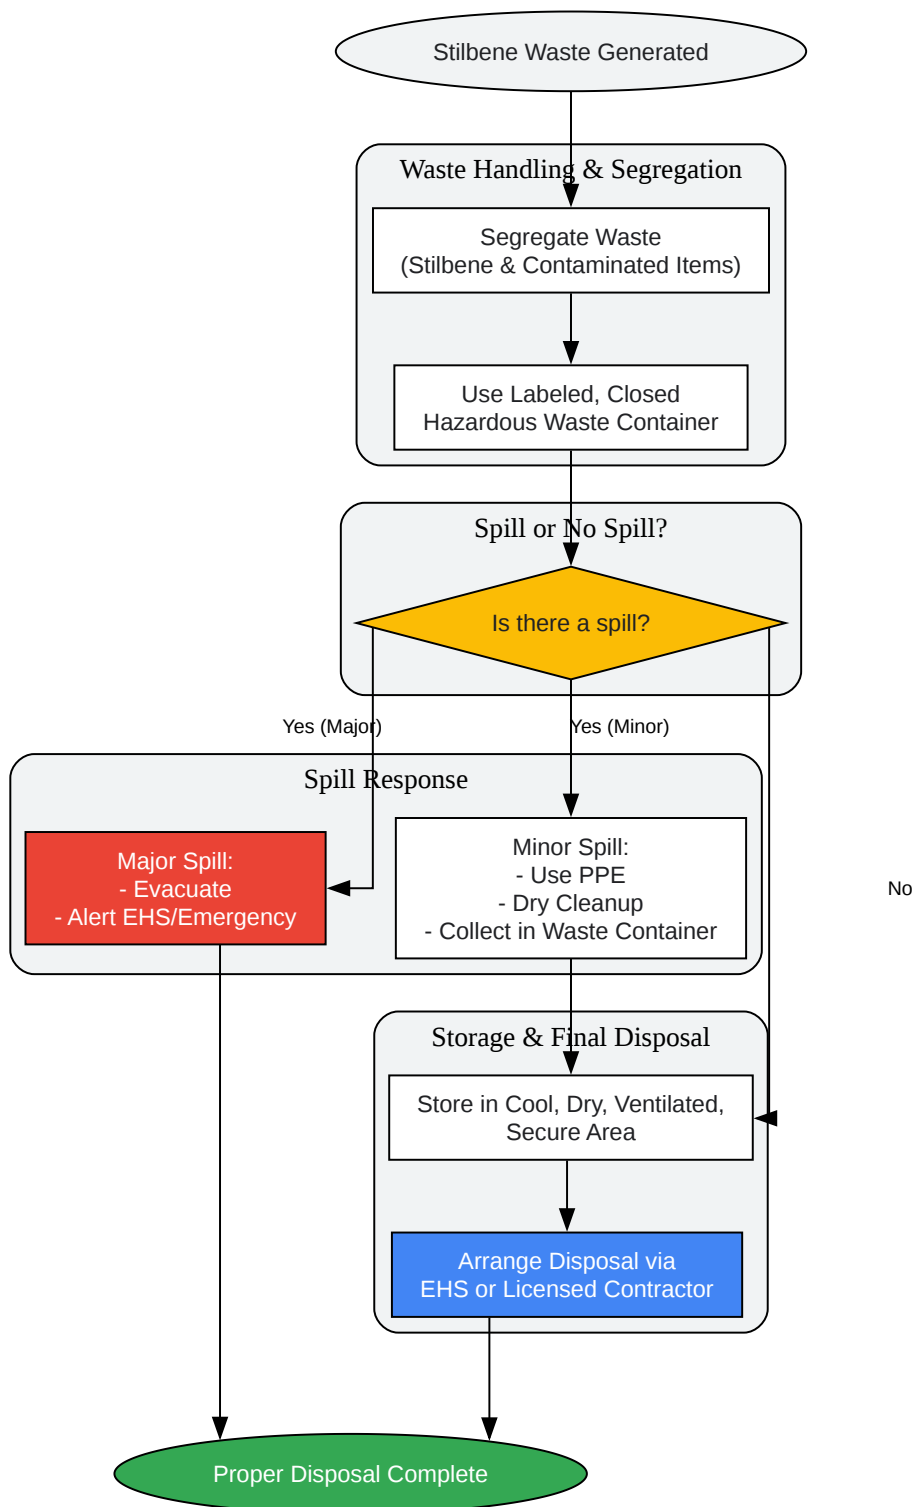 Stilbene Waste Generated
Waste Handling & Segregation
Segregate Waste
(Stilbene & Contaminated Items)
Use Labeled, Closed
Hazardous Waste Container
Spill or No Spill?
Is there a spill?
Yes (Major)
Yes (Minor)
Spill Response
Major Spill:
- Evacuate
- Alert EHS/Emergency
Minor Spill:
- Use PPE
- Dry Cleanup
- Collect in Waste Container
No
Storage & Final Disposal
Store in Cool, Dry, Ventilated,
Secure Area
Arrange Disposal via
EHS or Licensed Contractor
Proper Disposal Complete